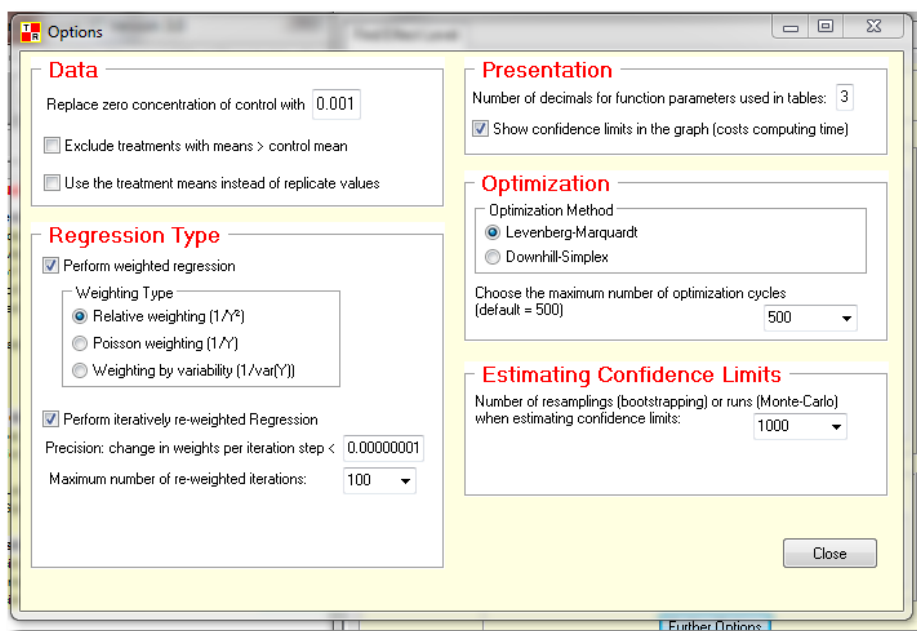 TR
Options
Data
Replace zero concentration of control with 0.001
Exclude treatments with means > control mean
Use the treatment means instead of replicate values
Regression Type
Perform weighted regression
Weighting Type
Relative weighting (1/Y²)
Poisson weighting (1/Y)
Weighting by variability (1/var(Y))
Perform iteratively re-weighted Regression
Precision: change in weights per iteration step < 0.00000001
Maximum number of re-weighted iterations: 100
Presentation
Number of decimals for function parameters used in tables: 3
Show confidence limits in the graph (costs computing time)
Optimization
Optimization Method
Levenberg-Marquardt
Downhill-Simplex
Choose the maximum number of optimization cycles
(default = 500)
500
Estimating Confidence Limits
Number of resamplings (bootstrapping) or runs (Monte-Carlo)
when estimating confidence limits:
1000
Close
Further Options